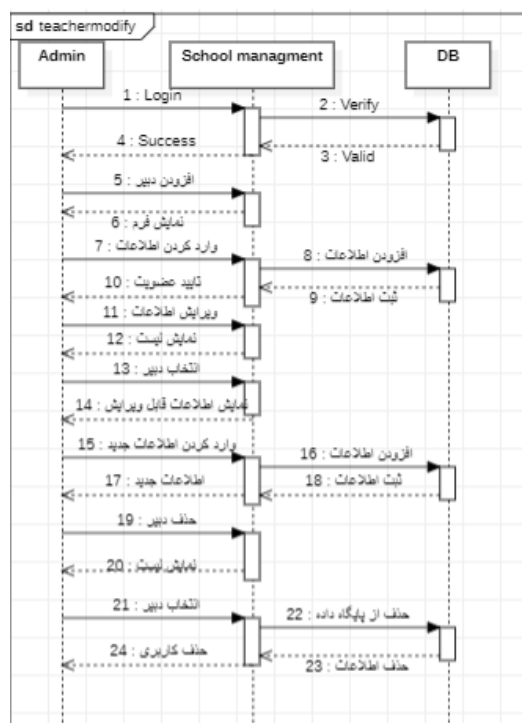 sd teachermodify
Admin
School managment
DB
1 : Login
2 : Verify
3 : Valid
4 : Success
5 : افزودن دبیر
6 : نمایش فرم
7 : وارد کردن اطلاعات
8 : افزودن اطلاعات
9 : ثبت اطلاعات
10 : تایید عضویت
11 : ویرایش اطلاعات
12 : نمایش لیست
13 : انتخاب دبیر
14 : نمایش اطلاعات قابل ویرایش
15 : وارد کردن اطلاعات جدید
16 : افزودن اطلاعات
18 : ثبت اطلاعات
17 : اطلاعات جدید
19 : حذف دبیر
20 : نمایش لیست
21 : انتخاب دبیر
22 : حذف از پایگاه داده
23 : حذف اطلاعات
24 : حذف کاربری